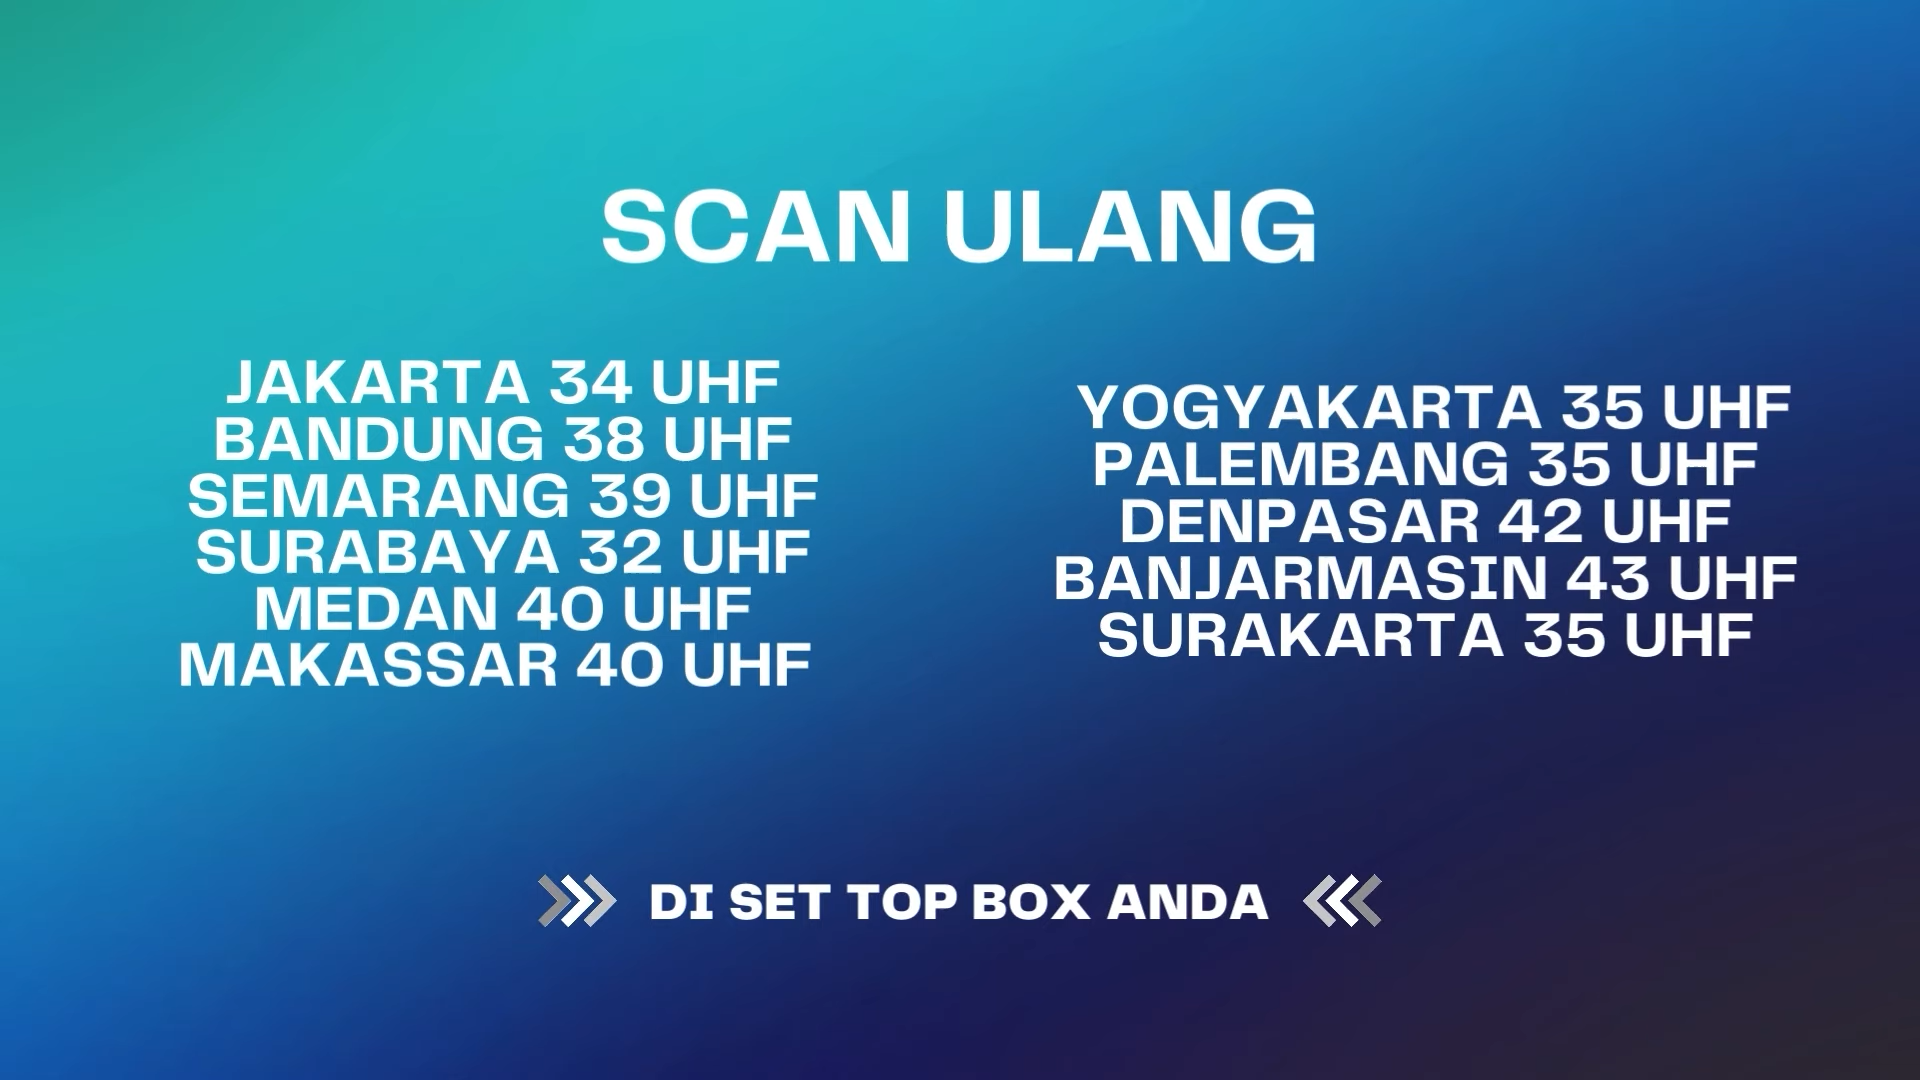 SCAN ULANG
JAKARTA 34 UHF
BANDUNG 38 UHF
SEMARANG 39 UHF
SURABAYA 32 UHF
MEDAN 40 UHF
MAKASSAR 40 UHF
YOGYAKARTA 35 UHF
PALEMBANG 35 UHF
DENPASAR 42 UHF
BANJARMASIN 43 UHF
SURAKARTA 35 UHF
DI SET TOP BOX ANDA